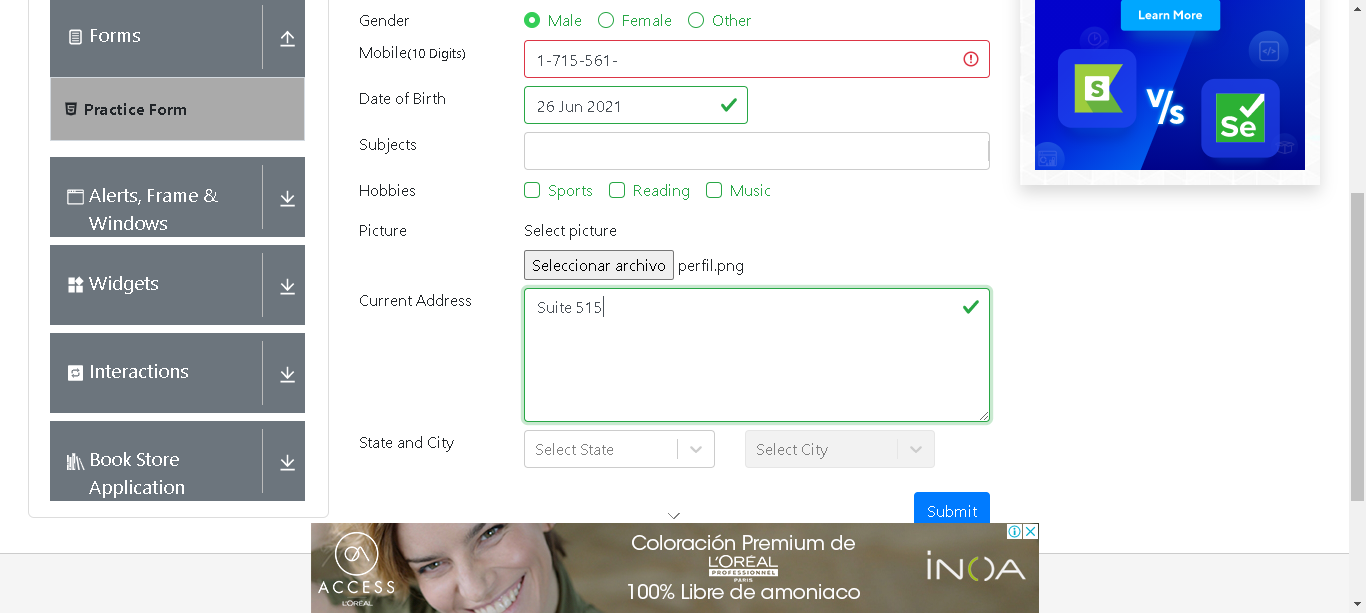 Forms
Practice Form
Alerts, Frame &
Windows
Widgets
Interactions
Book Store
Application
Gender
Male Female Other
Mobile(10 Digits)
1-715-561-
Date of Birth
26 Jun 2021
Subjects
Hobbies
Sports Reading Music
Picture
Select picture
Seleccionar archivo perfil.png
Current Address
Suite 515
State and City
Select State
Select City
Submit
Learn More
S
V/s
Se
ACCESS
L'ORÉAL
Coloración Premium de
L'ORÉAL
PROFESSIONNEL
PARIS
100% Libre de amoniaco
iNOA